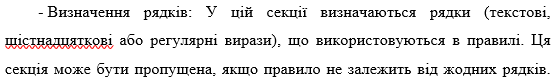 - Визначення рядків: У цій секції визначаються рядки (текстові,
шістнадцяткові або регулярні вирази), що використовуються в правилі. Ця
секція може бути пропущена, якщо правило не залежить від жодних рядків.